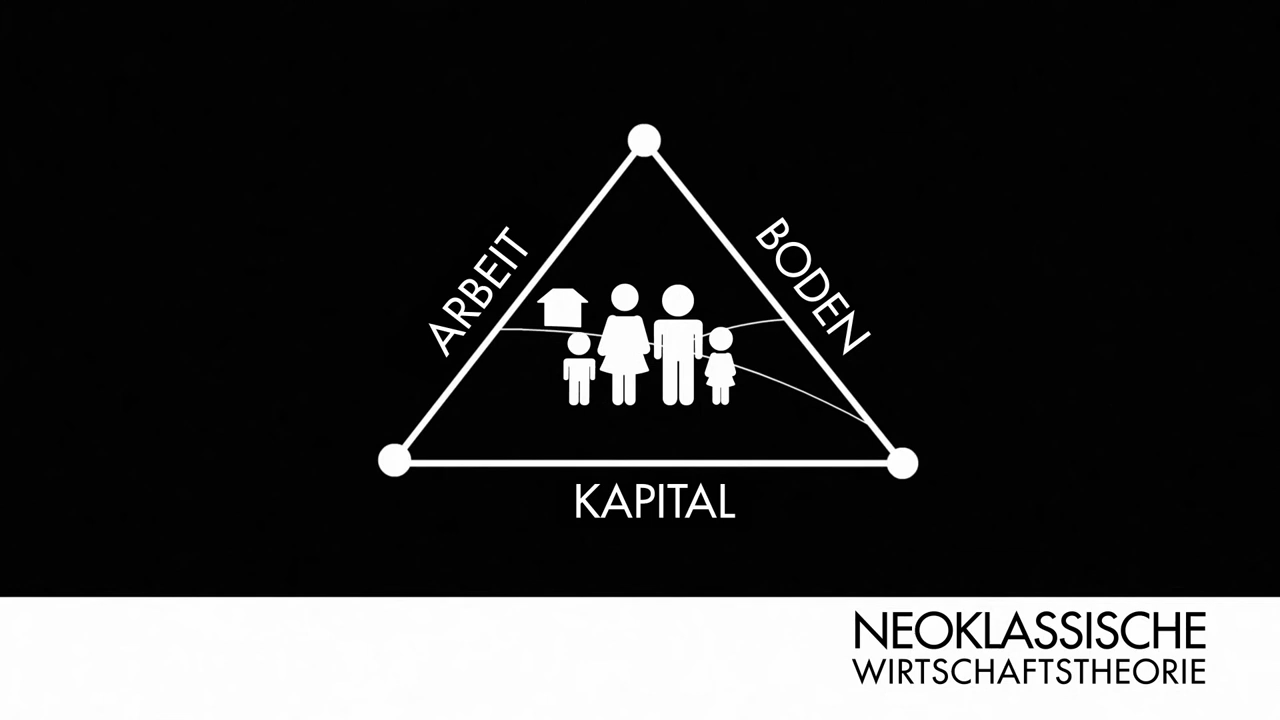 ARBEIT
BODEN
KAPITAL
NEOKLASSISCHE
WIRTSCHAFTSTHEORIE